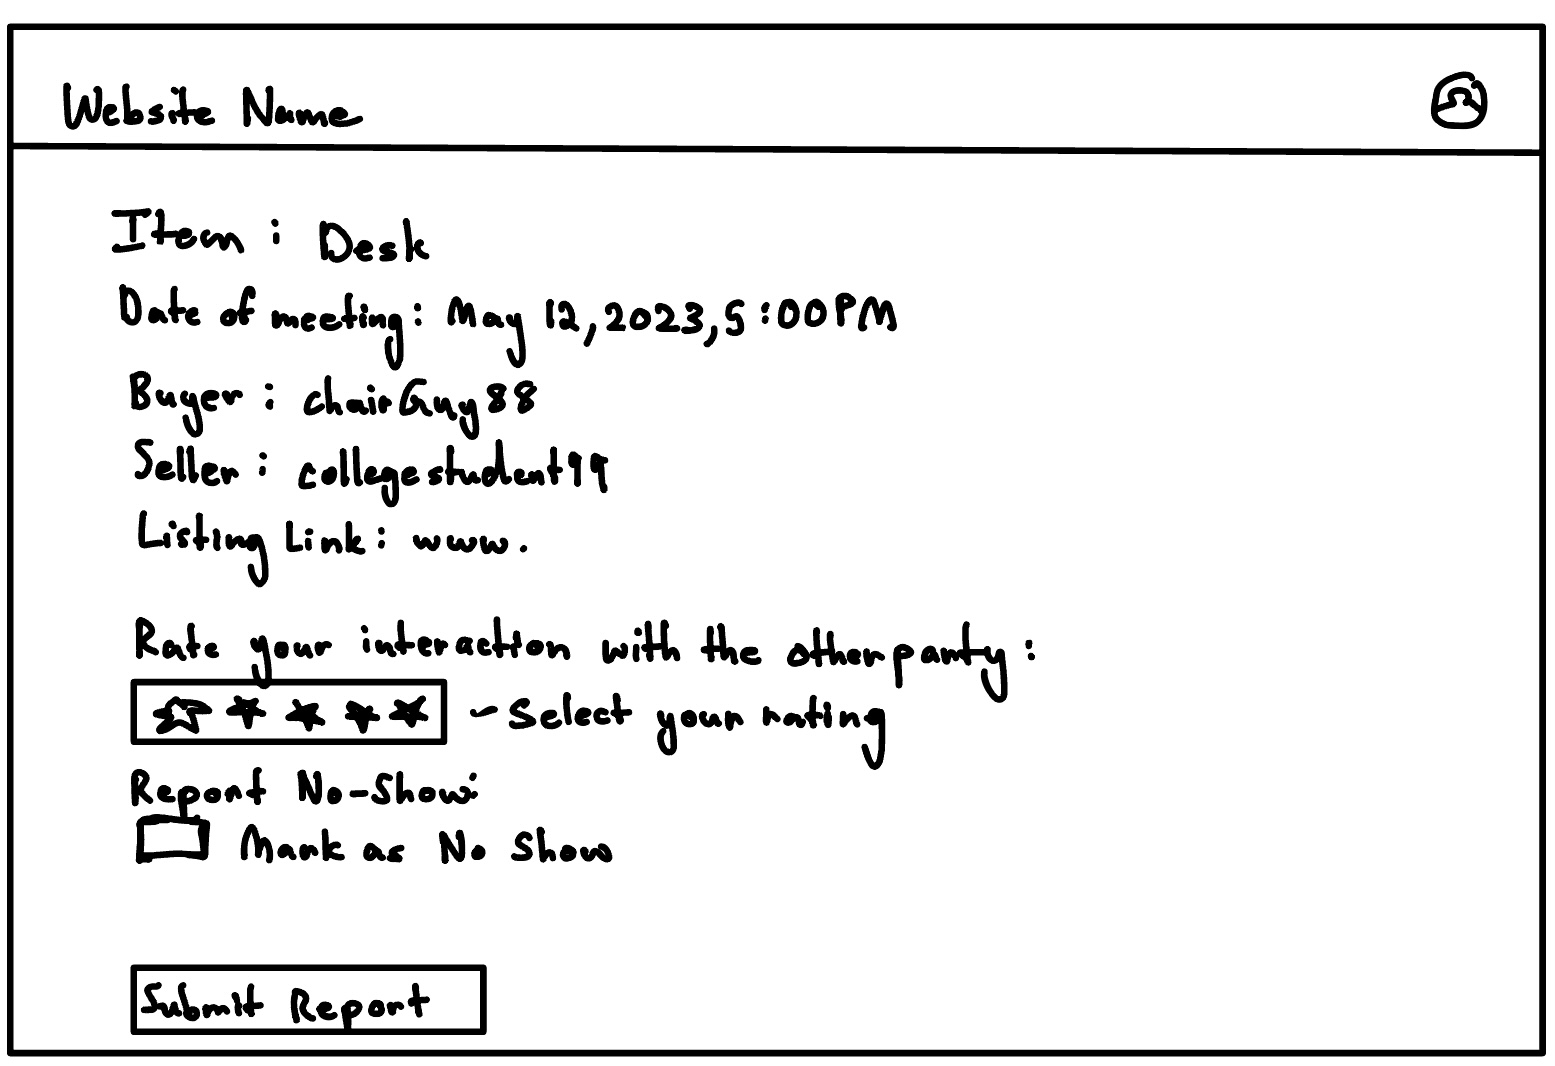 Website Name
Item : Desk
Date of meeting: May 12, 2023, 5:00PM
Buyer : chairGuy88
Seller : collegestudent99
Listing Link: www.
Rate your interaction with the other party :
- Select your rating
Report No-Show:
Mark as No Show
Submit Report